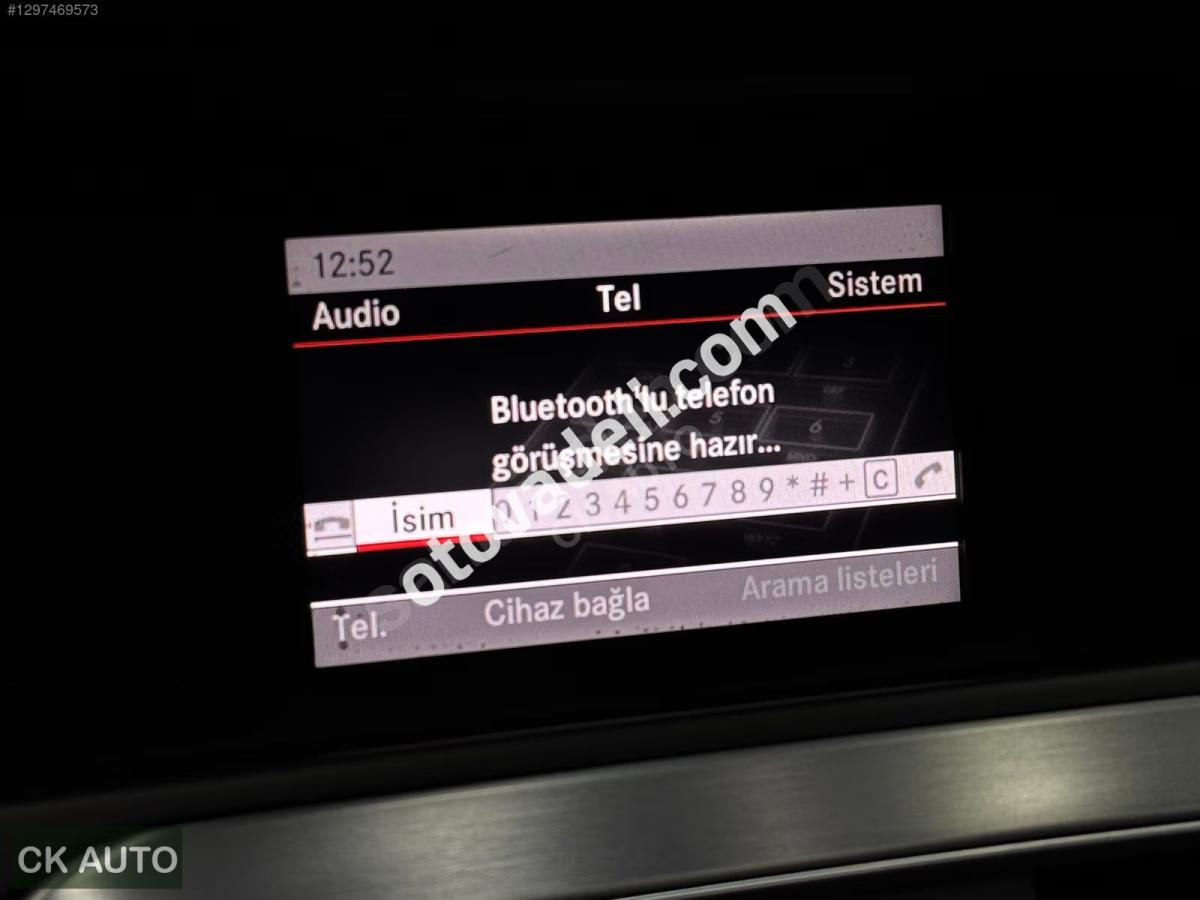 #1297469573
12:52
Audio Tel Sistem
Bluetooth'lu telefon
görüşmesine hazır...
İsim 0 1 2 3 4 5 6 7 8 9 * # + C
Tel. Cihaz bağla Arama listeleri
otovadeli.com
CK AUTO